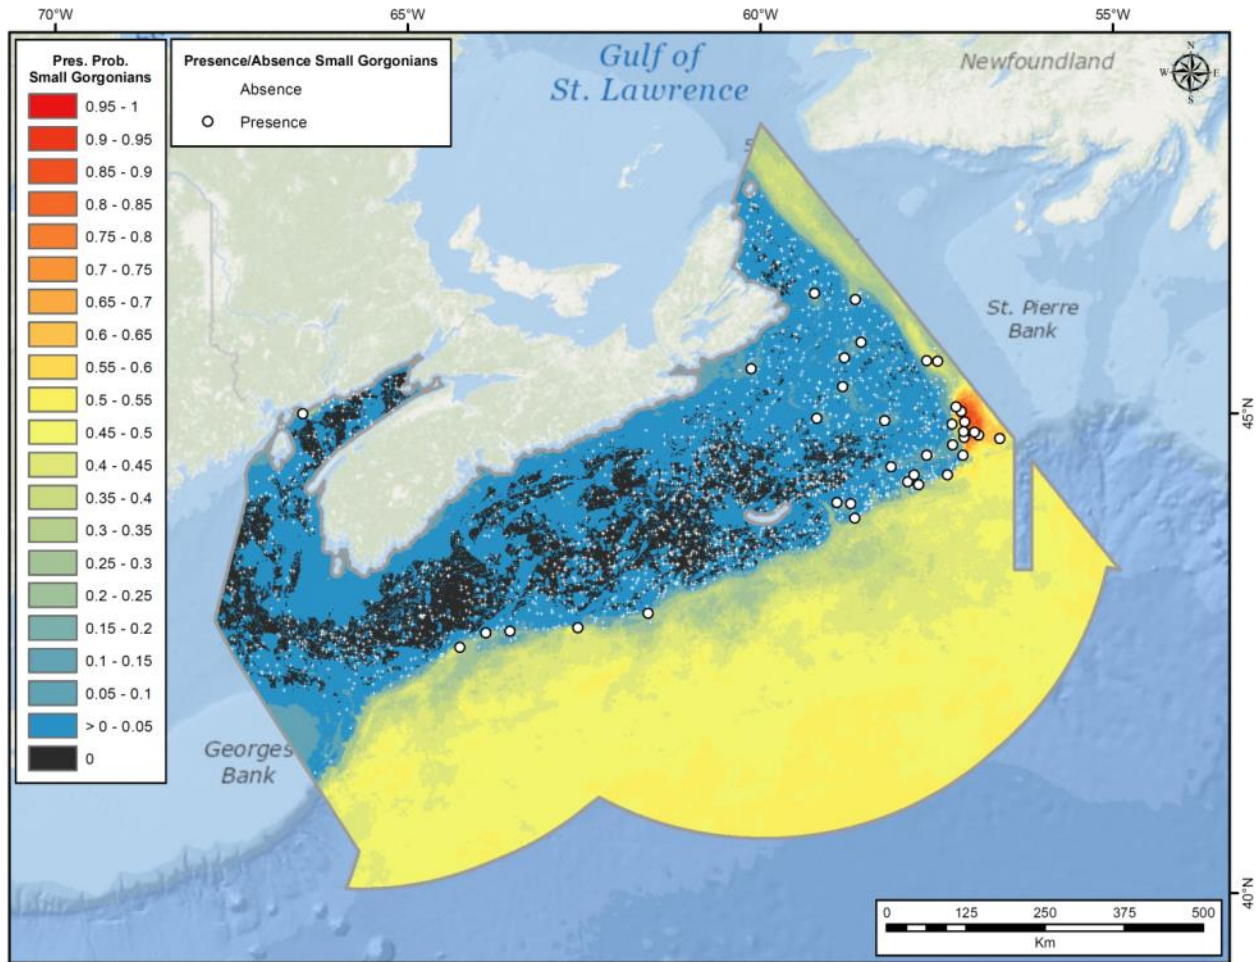 70°W
65°W
60°W
55°W
Pres. Prob.
Small Gorgonians
0.95 - 1
0.9 - 0.95
0.85 - 0.9
0.8 - 0.85
0.75 - 0.8
0.7 - 0.75
0.65 - 0.7
0.6 - 0.65
0.55 - 0.6
0.5 - 0.55
0.45 - 0.5
0.4 - 0.45
0.35 - 0.4
0.3 - 0.35
0.25 - 0.3
0.2 - 0.25
0.15 - 0.2
0.1 - 0.15
0.05 - 0.1
> 0 - 0.05
0
Presence/Absence Small Gorgonians
Absence
Presence
Gulf of
St. Lawrence
Newfoundland
N
W
E
S
St. Pierre
Bank
45°N
Georges
Bank
40°N
0
125
250
375
500
Km